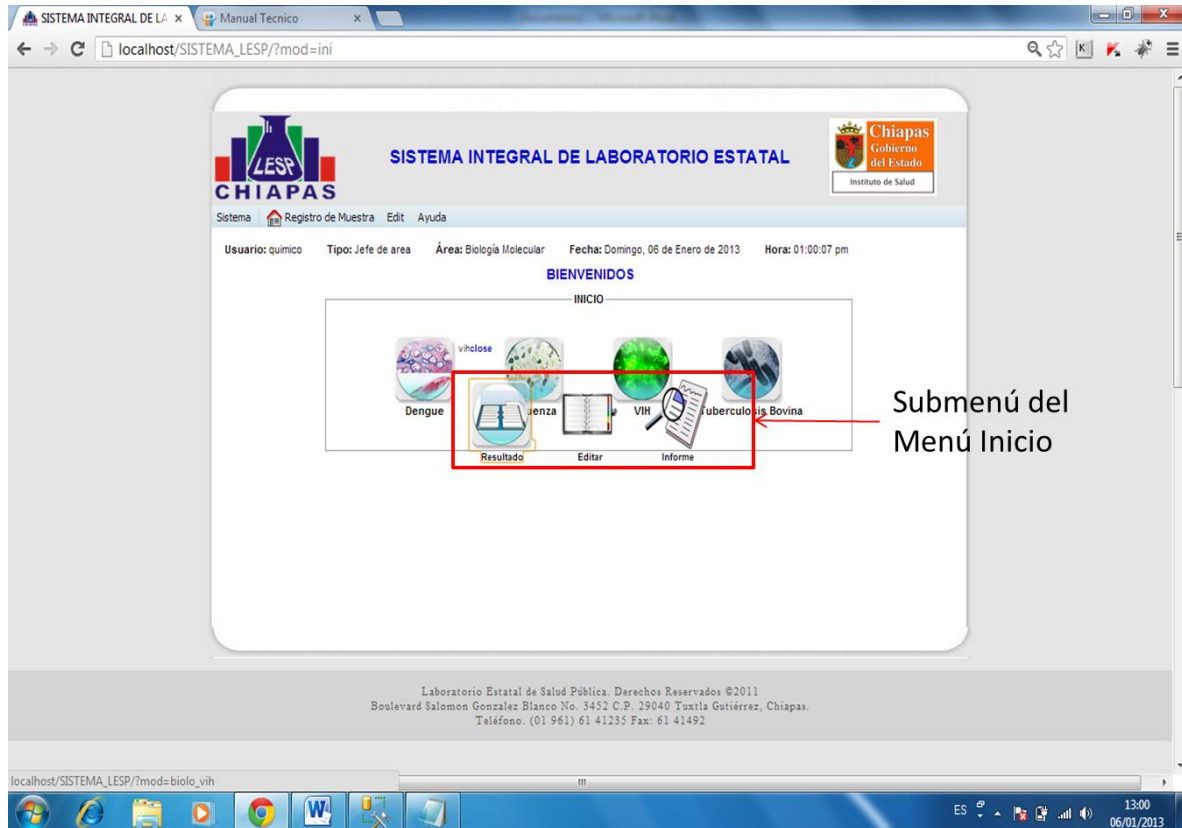 SISTEMA INTEGRAL DE LA
Manual Tecnico
localhost/SISTEMA_LESP/?mod=ini
LESP
CHIAPAS
SISTEMA INTEGRAL DE LABORATORIO ESTATAL
Chiapas
Gobierno
del Estado
Instituto de Salud
Sistema Registro de Muestra Edit Ayuda
Usuario: quimico Tipo: Jefe de area Área: Biología Molecular Fecha: Domingo, 06 de Enero de 2013 Hora: 01:00:07 pm
BIENVENIDOS
INICIO
vihclose
Dengue uenza VIH Tuberculosis Bovina
Resultado Editar Informe
Submenú del
Menú Inicio
Laboratorio Estatal de Salud Pública. Derechos Reservados ©2011
Boulevard Salomon Gonzalez Blanco No. 3452 C.P. 29040 Tuxtla Gutiérrez, Chiapas.
Teléfono. (01 961) 61 41235 Fax: 61 41492
localhost/SISTEMA_LESP/?mod=biolo_vih
ES 13:00
06/01/2013